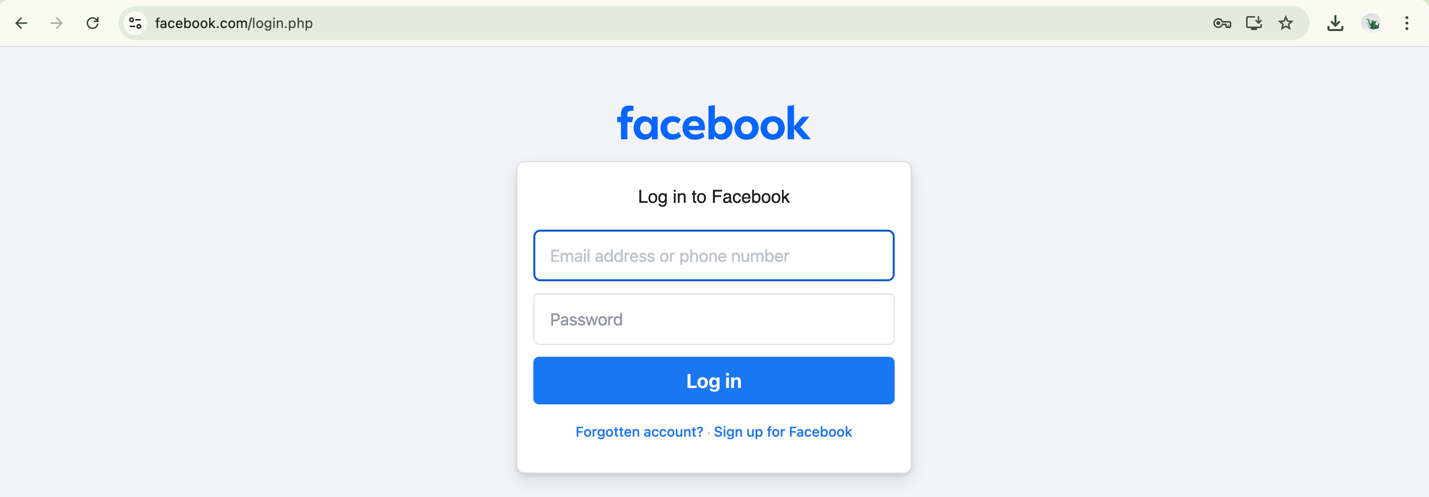 facebook.com/login.php
facebook
Log in to Facebook
Email address or phone number
Password
Log in
Forgotten account? · Sign up for Facebook